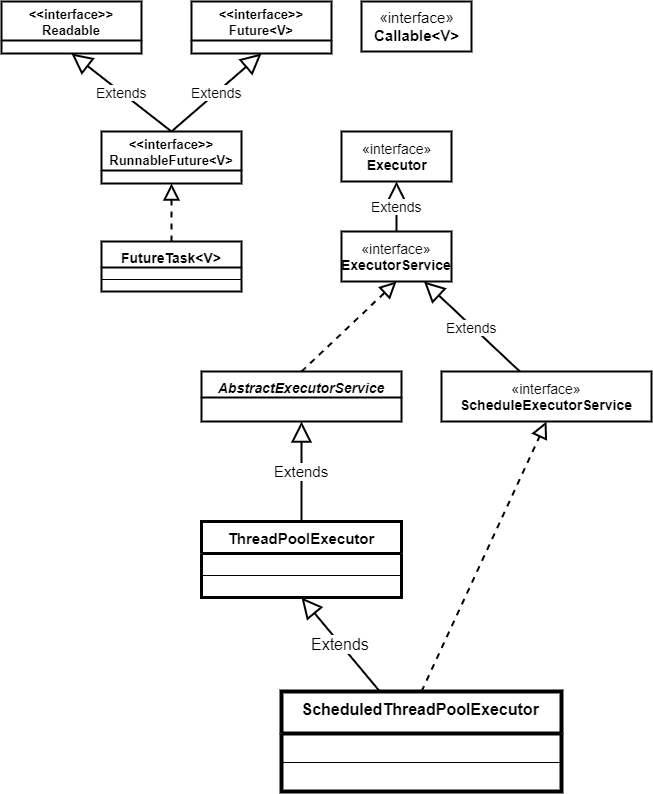 <<interface>>
Readable
<<interface>>
Future<V>
«interface»
Callable<V>
Extends
Extends
<<interface>>
RunnableFuture<V>
«interface»
Executor
Extends
FutureTask<V>
«interface»
ExecutorService
Extends
AbstractExecutorService
«interface»
ScheduleExecutorService
Extends
ThreadPoolExecutor
Extends
ScheduledThreadPoolExecutor